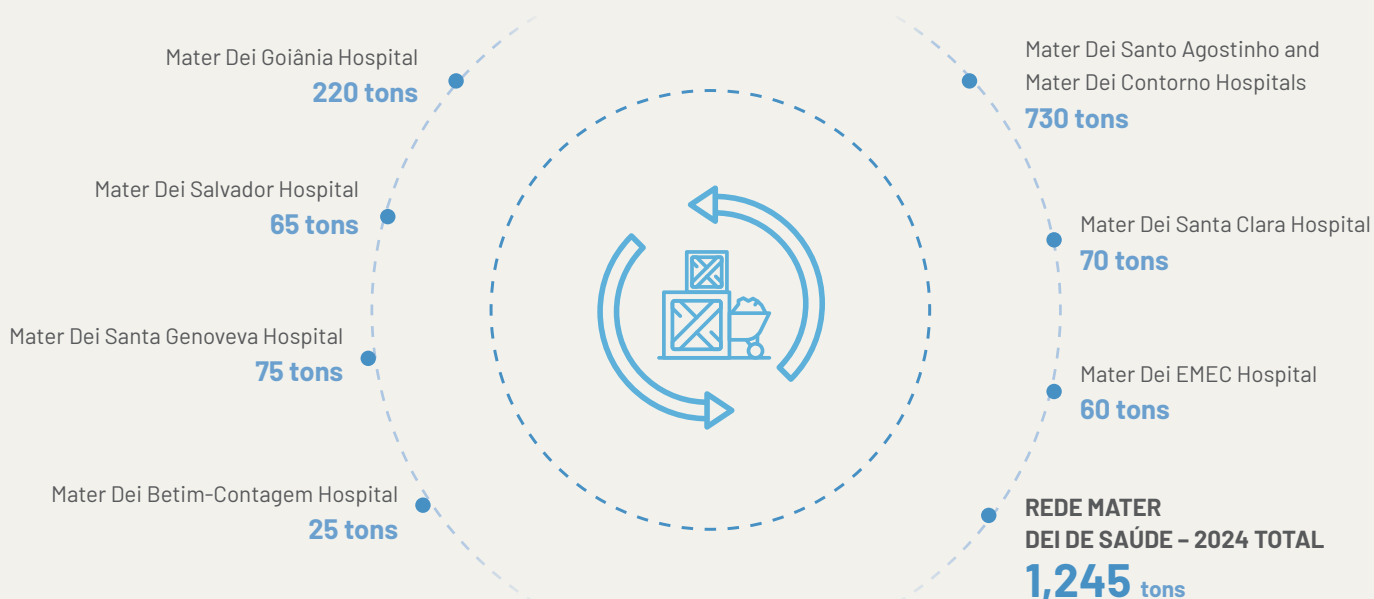 Mater Dei Goiânia Hospital
220 tons
Mater Dei Salvador Hospital
65 tons
Mater Dei Santa Genoveva Hospital
75 tons
Mater Dei Betim-Contagem Hospital
25 tons
Mater Dei Santo Agostinho and
Mater Dei Contorno Hospitals
730 tons
Mater Dei Santa Clara Hospital
70 tons
Mater Dei EMEC Hospital
60 tons
REDE MATER
DEI DE SAÚDE – 2024 TOTAL
1,245 tons